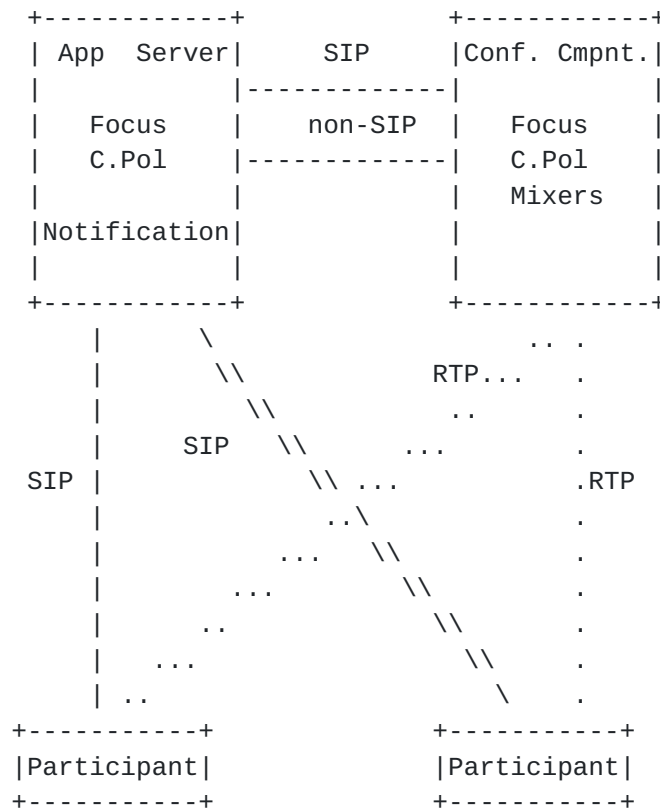 App Server SIP Conf. Cmpnt.
Focus non-SIP Focus
C.Pol C.Pol
Mixers
Notification
RTP
SIP
SIP RTP
Participant Participant